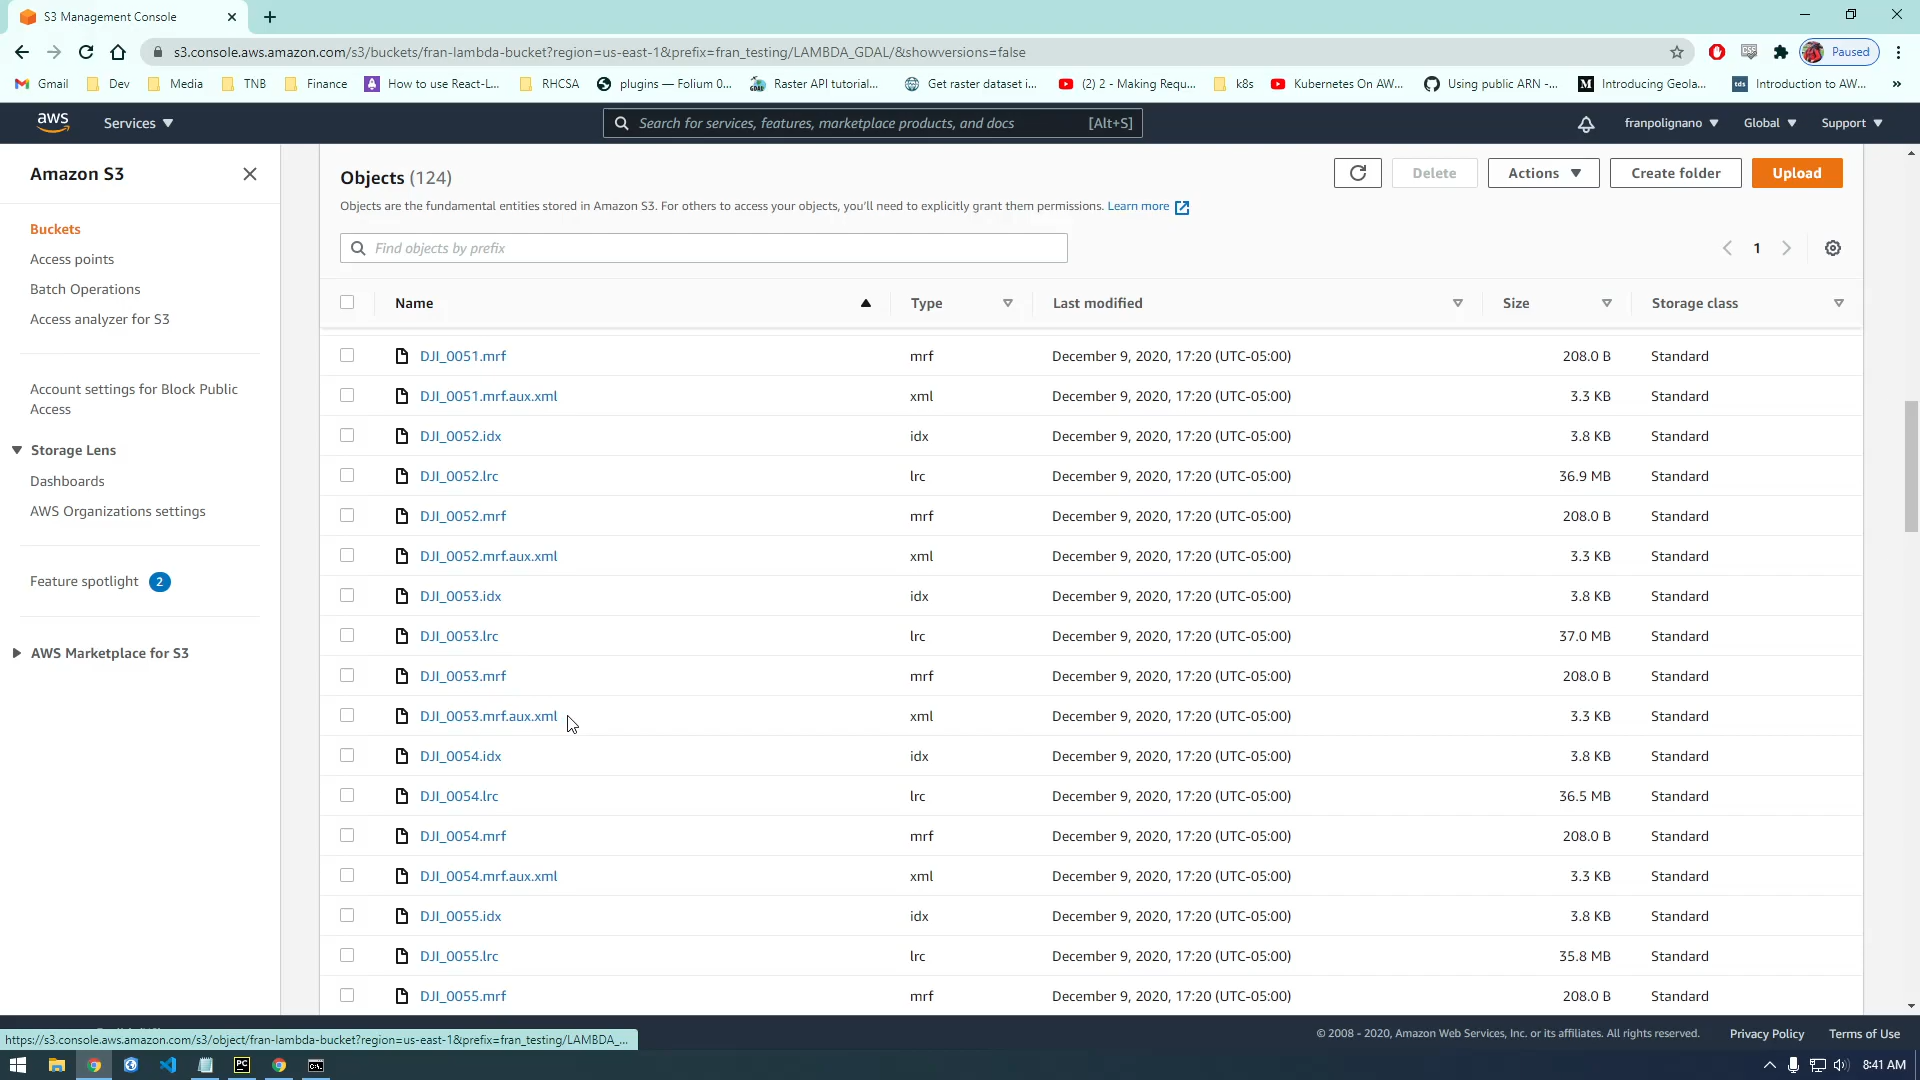 S3 Management Console
s3.console.aws.amazon.com/s3/buckets/fran-lambda-bucket?region=us-east-1&prefix=fran_testing/LAMBDA_GDAL/&showversions=false
Paused
Gmail Dev Media TNB Finance How to use React-L... RHCSA plugins — Folium 0... Raster API tutorial... Get raster dataset i... (2) 2 - Making Requ... k8s Kubernetes On AW... Using public ARN -... Introducing Geola... Introduction to AW... »
aws Services Search for services, features, marketplace products, and docs [Alt+S] franpolignano Global Support
Amazon S3
Buckets
Access points
Batch Operations
Access analyzer for S3
Account settings for Block Public
Access
Storage Lens
Dashboards
AWS Organizations settings
Feature spotlight 2
AWS Marketplace for S3
Objects (124)
Delete Actions Create folder Upload
Objects are the fundamental entities stored in Amazon S3. For others to access your objects, you'll need to explicitly grant them permissions. Learn more
Find objects by prefix
1
Name Type Last modified Size Storage class
DJI_0051.mrf mrf December 9, 2020, 17:20 (UTC-05:00) 208.0 B Standard
DJI_0051.mrf.aux.xml xml December 9, 2020, 17:20 (UTC-05:00) 3.3 KB Standard
DJI_0052.idx idx December 9, 2020, 17:20 (UTC-05:00) 3.8 KB Standard
DJI_0052.lrc lrc December 9, 2020, 17:20 (UTC-05:00) 36.9 MB Standard
DJI_0052.mrf mrf December 9, 2020, 17:20 (UTC-05:00) 208.0 B Standard
DJI_0052.mrf.aux.xml xml December 9, 2020, 17:20 (UTC-05:00) 3.3 KB Standard
DJI_0053.idx idx December 9, 2020, 17:20 (UTC-05:00) 3.8 KB Standard
DJI_0053.lrc lrc December 9, 2020, 17:20 (UTC-05:00) 37.0 MB Standard
DJI_0053.mrf mrf December 9, 2020, 17:20 (UTC-05:00) 208.0 B Standard
DJI_0053.mrf.aux.xml xml December 9, 2020, 17:20 (UTC-05:00) 3.3 KB Standard
DJI_0054.idx idx December 9, 2020, 17:20 (UTC-05:00) 3.8 KB Standard
DJI_0054.lrc lrc December 9, 2020, 17:20 (UTC-05:00) 36.5 MB Standard
DJI_0054.mrf mrf December 9, 2020, 17:20 (UTC-05:00) 208.0 B Standard
DJI_0054.mrf.aux.xml xml December 9, 2020, 17:20 (UTC-05:00) 3.3 KB Standard
DJI_0055.idx idx December 9, 2020, 17:20 (UTC-05:00) 3.8 KB Standard
DJI_0055.lrc lrc December 9, 2020, 17:20 (UTC-05:00) 35.8 MB Standard
DJI_0055.mrf mrf December 9, 2020, 17:20 (UTC-05:00) 208.0 B Standard
© 2008 - 2020, Amazon Web Services, Inc. or its affiliates. All rights reserved. Privacy Policy Terms of Use
https://s3.console.aws.amazon.com/s3/object/fran-lambda-bucket?region=us-east-1&prefix=fran_testing/LAMBDA_...
8:41 AM